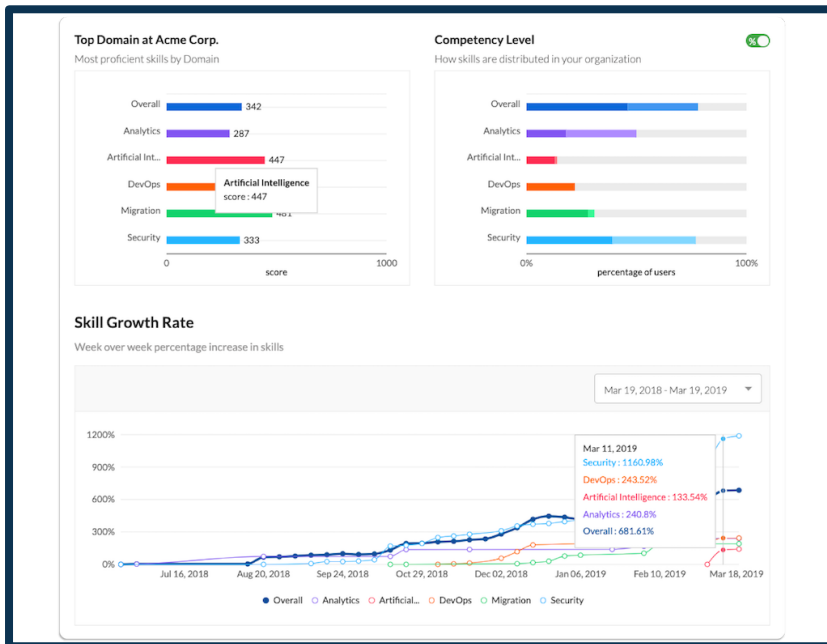 Top Domain at Acme Corp.
Most proficient skills by Domain
Overall
342
Analytics
287
Artificial Int...
447
DevOps
Artificial Intelligence
score : 447
Migration
481
Security
333
0
1000
score
Competency Level
%
How skills are distributed in your organization
Overall
Analytics
Artificial Int...
DevOps
Migration
Security
0%
100%
percentage of users
Skill Growth Rate
Week over week percentage increase in skills
Mar 19, 2018 - Mar 19, 2019
1200%
900%
600%
300%
0%
Mar 11, 2019
Security : 1160.98%
DevOps : 243.52%
Artificial Intelligence : 133.54%
Analytics : 240.8%
Overall : 681.61%
Jul 16, 2018
Aug 20, 2018
Sep 24, 2018
Oct 29, 2018
Dec 02, 2018
Jan 06, 2019
Feb 10, 2019
Mar 18, 2019
Overall
Analytics
Artificial...
DevOps
Migration
Security